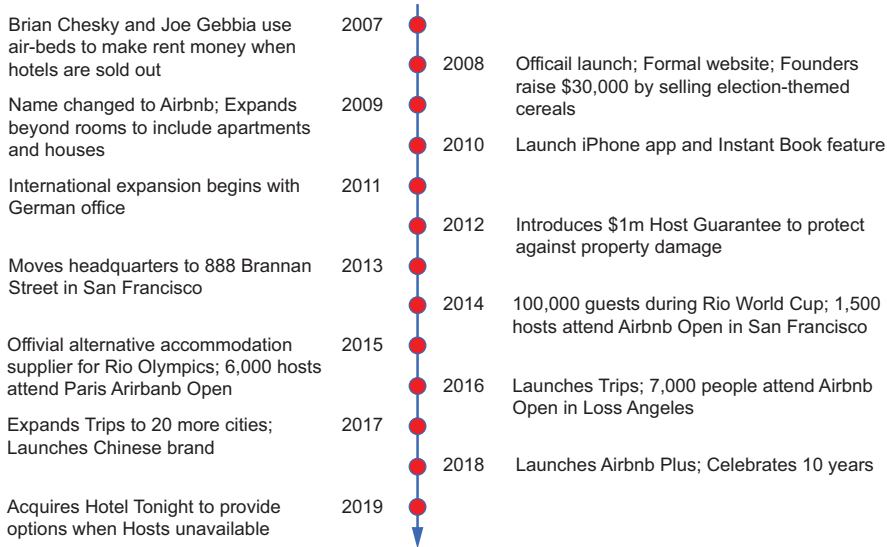 Brian Chesky and Joe Gebbia use
air-beds to make rent money when
hotels are sold out
2007
2008
Officail launch; Formal website; Founders
raise $30,000 by selling election-themed
cereals
Name changed to Airbnb; Expands
beyond rooms to include apartments
and houses
2009
2010
Launch iPhone app and Instant Book feature
International expansion begins with
German office
2011
2012
Introduces $1m Host Guarantee to protect
against property damage
Moves headquarters to 888 Brannan
Street in San Francisco
2013
2014
100,000 guests during Rio World Cup; 1,500
hosts attend Airbnb Open in San Francisco
Offivial alternative accommodation
supplier for Rio Olympics; 6,000 hosts
attend Paris Arirbanb Open
2015
2016
Launches Trips; 7,000 people attend Airbnb
Open in Loss Angeles
Expands Trips to 20 more cities;
Launches Chinese brand
2017
2018
Launches Airbnb Plus; Celebrates 10 years
Acquires Hotel Tonight to provide
options when Hosts unavailable
2019